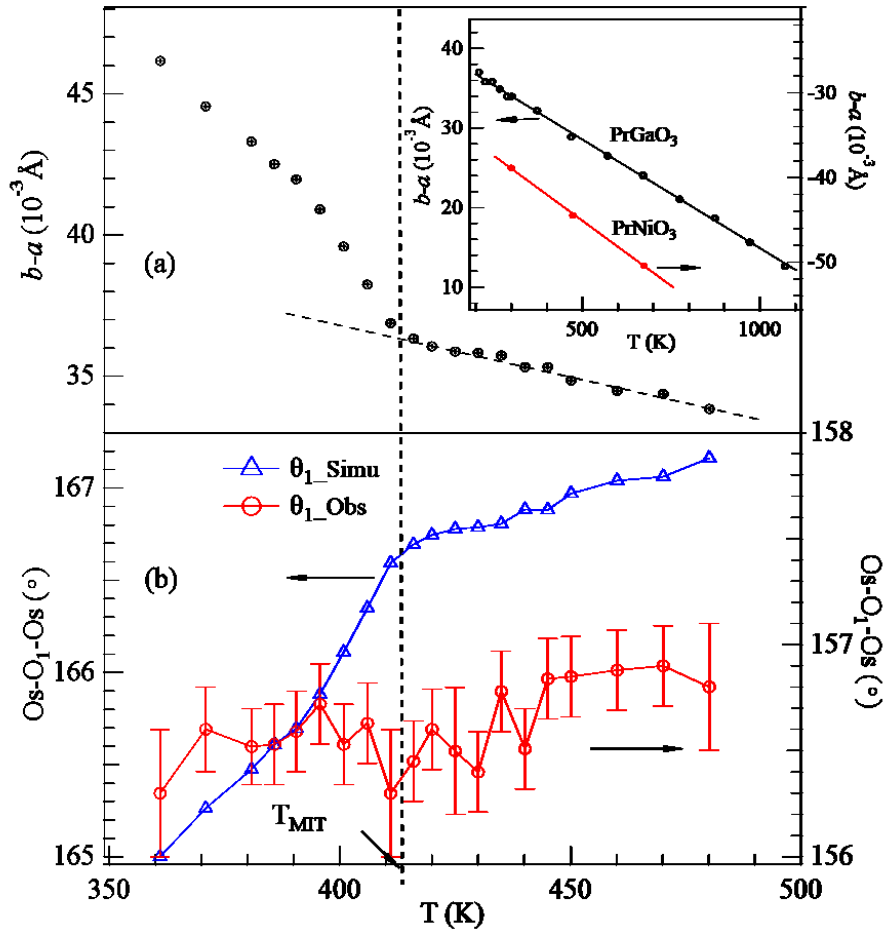 45
40
35
b-a (10⁻³ Å)
(a)
40
30
20
10
b-a (10⁻³ Å)
-30
-40
-50
b-a (10⁻³ Å)
PrGaO₃
PrNiO₃
500
1000
T (K)
158
167
166
165
Os-O₁-Os (°)
θ₁_Simu
θ₁_Obs
(b)
157
156
Os-O₁-Os (°)
T_MIT
350
400
450
500
T (K)